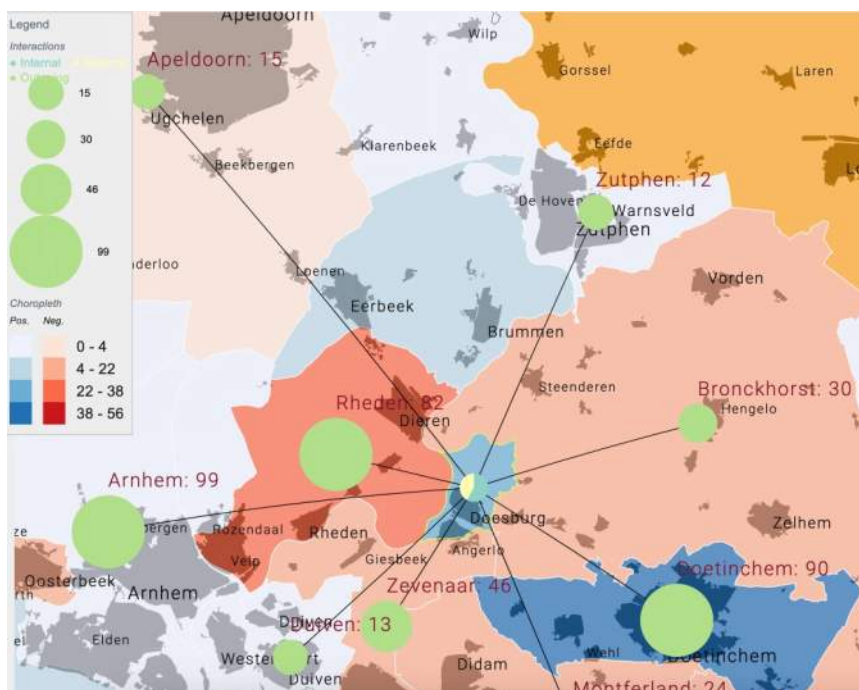 Legend
Interactions
Internal
Outgoing
15
30
46
99
Choropleth
Pos. Neg.
0 - 4
4 - 22
22 - 38
38 - 56
Apeldoorn
Apeldoorn: 15
Ugchelen
Beekbergen
Klarenbeek
Wilp
Gorssel
Laren
Eefde
Zutphen: 12
De Hoven
Warnsveld
Zutphen
nderloo
Loenen
Eerbeek
Brummen
Vorden
Steenderen
Bronckhorst: 30
Hengelo
Rheden: 82
Dieren
Arnhem: 99
bergen
Rozendaal
Rheden
Velp
Doesburg
Angerlo
Giesbeek
Zelhem
Oosterbeek
Arnhem
Zevenaar: 46
Doetinchem: 90
Duiven
Duiven: 13
Elden
Duiven
Didam
Wehl
Doetinchem
Montferland: 24